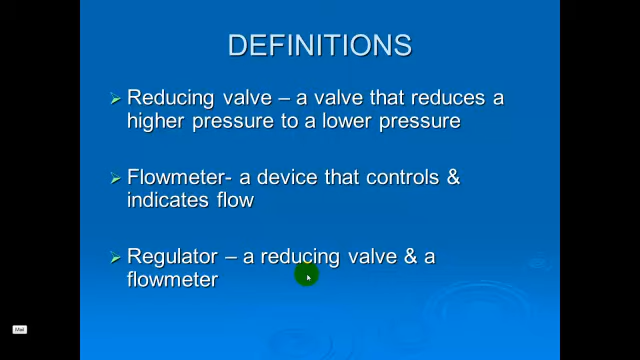 DEFINITIONS
Reducing valve – a valve that reduces a
higher pressure to a lower pressure
Flowmeter- a device that controls &
indicates flow
Regulator – a reducing valve & a
flowmeter